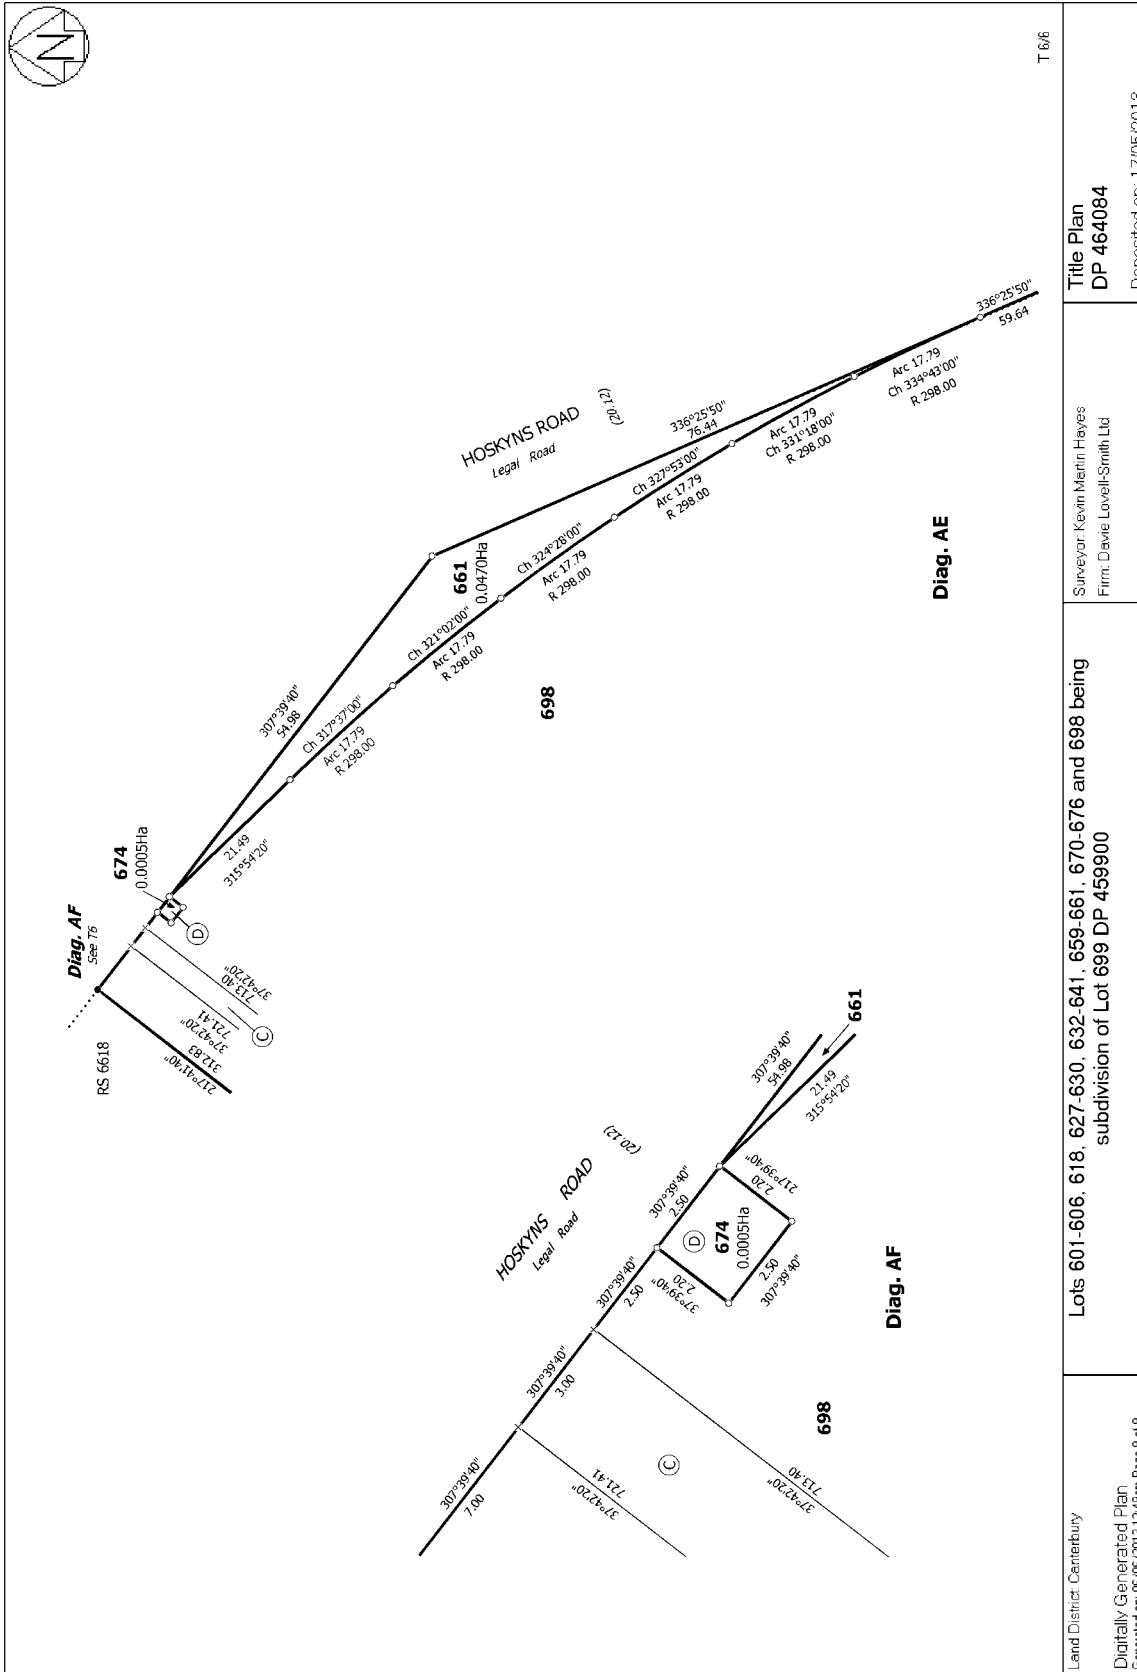 N
T 6/6
Diag. AF
See T6
RS 6618
674
0.0005Ha
D
C
217°41'40"
312.83
37°42'20"
721.41
37°42'20"
713.40
21.49
315°54'20"
307°39'40"
54.98
Ch 317°37'00"
Arc 17.79
R 298.00
Ch 321°02'00"
Arc 17.79
R 298.00
Ch 324°28'00"
Arc 17.79
R 298.00
Ch 327°53'00"
Arc 17.79
R 298.00
Arc 17.79
Ch 331°18'00"
R 298.00
Arc 17.79
Ch 334°43'00"
R 298.00
336°25'50"
59.64
336°25'50"
76.44
HOSKYNS ROAD
Legal Road
(20.12)
661
0.0470Ha
698
Diag. AE
HOSKYNS ROAD
Legal Road
(20.12)
307°39'40"
7.00
307°39'40"
3.00
307°39'40"
2.50
307°39'40"
2.50
307°39'40"
54.98
21.49
315°54'20"
661
217°39'40"
2.20
37°39'40"
2.20
D
674
0.0005Ha
2.50
307°39'40"
721.41
37°42'20"
C
713.40
37°42'20"
698
Diag. AF
Land District: Canterbury
Digitally Generated Plan
Lots 601-606, 618, 627-630, 632-641, 659-661, 670-676 and 698 being
subdivision of Lot 699 DP 459900
Surveyor: Kevin Martin Hayes
Firm: Davie Lovell-Smith Ltd
Title Plan
DP 464084